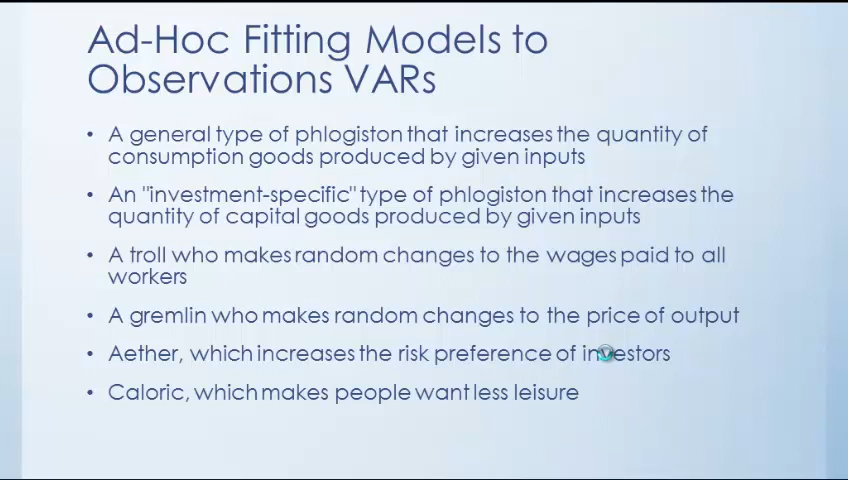 Ad-Hoc Fitting Models to
Observations VARs
• A general type of phlogiston that increases the quantity of
consumption goods produced by given inputs
• An "investment-specific" type of phlogiston that increases the
quantity of capital goods produced by given inputs
• A troll who makes random changes to the wages paid to all
workers
• A gremlin who makes random changes to the price of output
• Aether, which increases the risk preference of investors
• Caloric, which makes people want less leisure